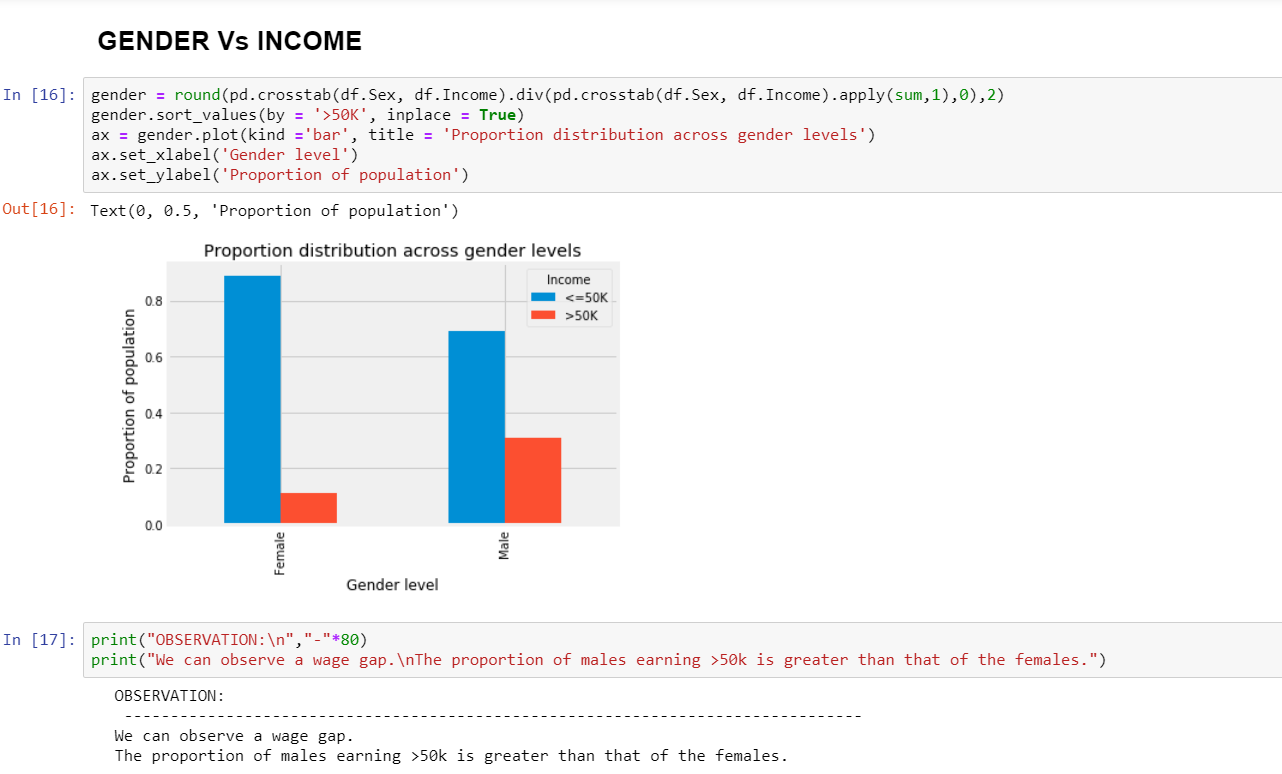 GENDER Vs INCOME
In [16]: gender = round(pd.crosstab(df.Sex, df.Income).div(pd.crosstab(df.Sex, df.Income).apply(sum,1),0),2)
gender.sort_values(by = '>50K', inplace = True)
ax = gender.plot(kind ='bar', title = 'Proportion distribution across gender levels')
ax.set_xlabel('Gender level')
ax.set_ylabel('Proportion of population')
Out[16]: Text(0, 0.5, 'Proportion of population')
Proportion distribution across gender levels
Income
<=50K
>50K
Proportion of population
0.8
0.6
0.4
0.2
0.0
Female
Male
Gender level
In [17]: print("OBSERVATION:\n","-"*80)
print("We can observe a wage gap.\nThe proportion of males earning >50k is greater than that of the females.")
OBSERVATION:
--------------------------------------------------------------------------------
We can observe a wage gap.
The proportion of males earning >50k is greater than that of the females.